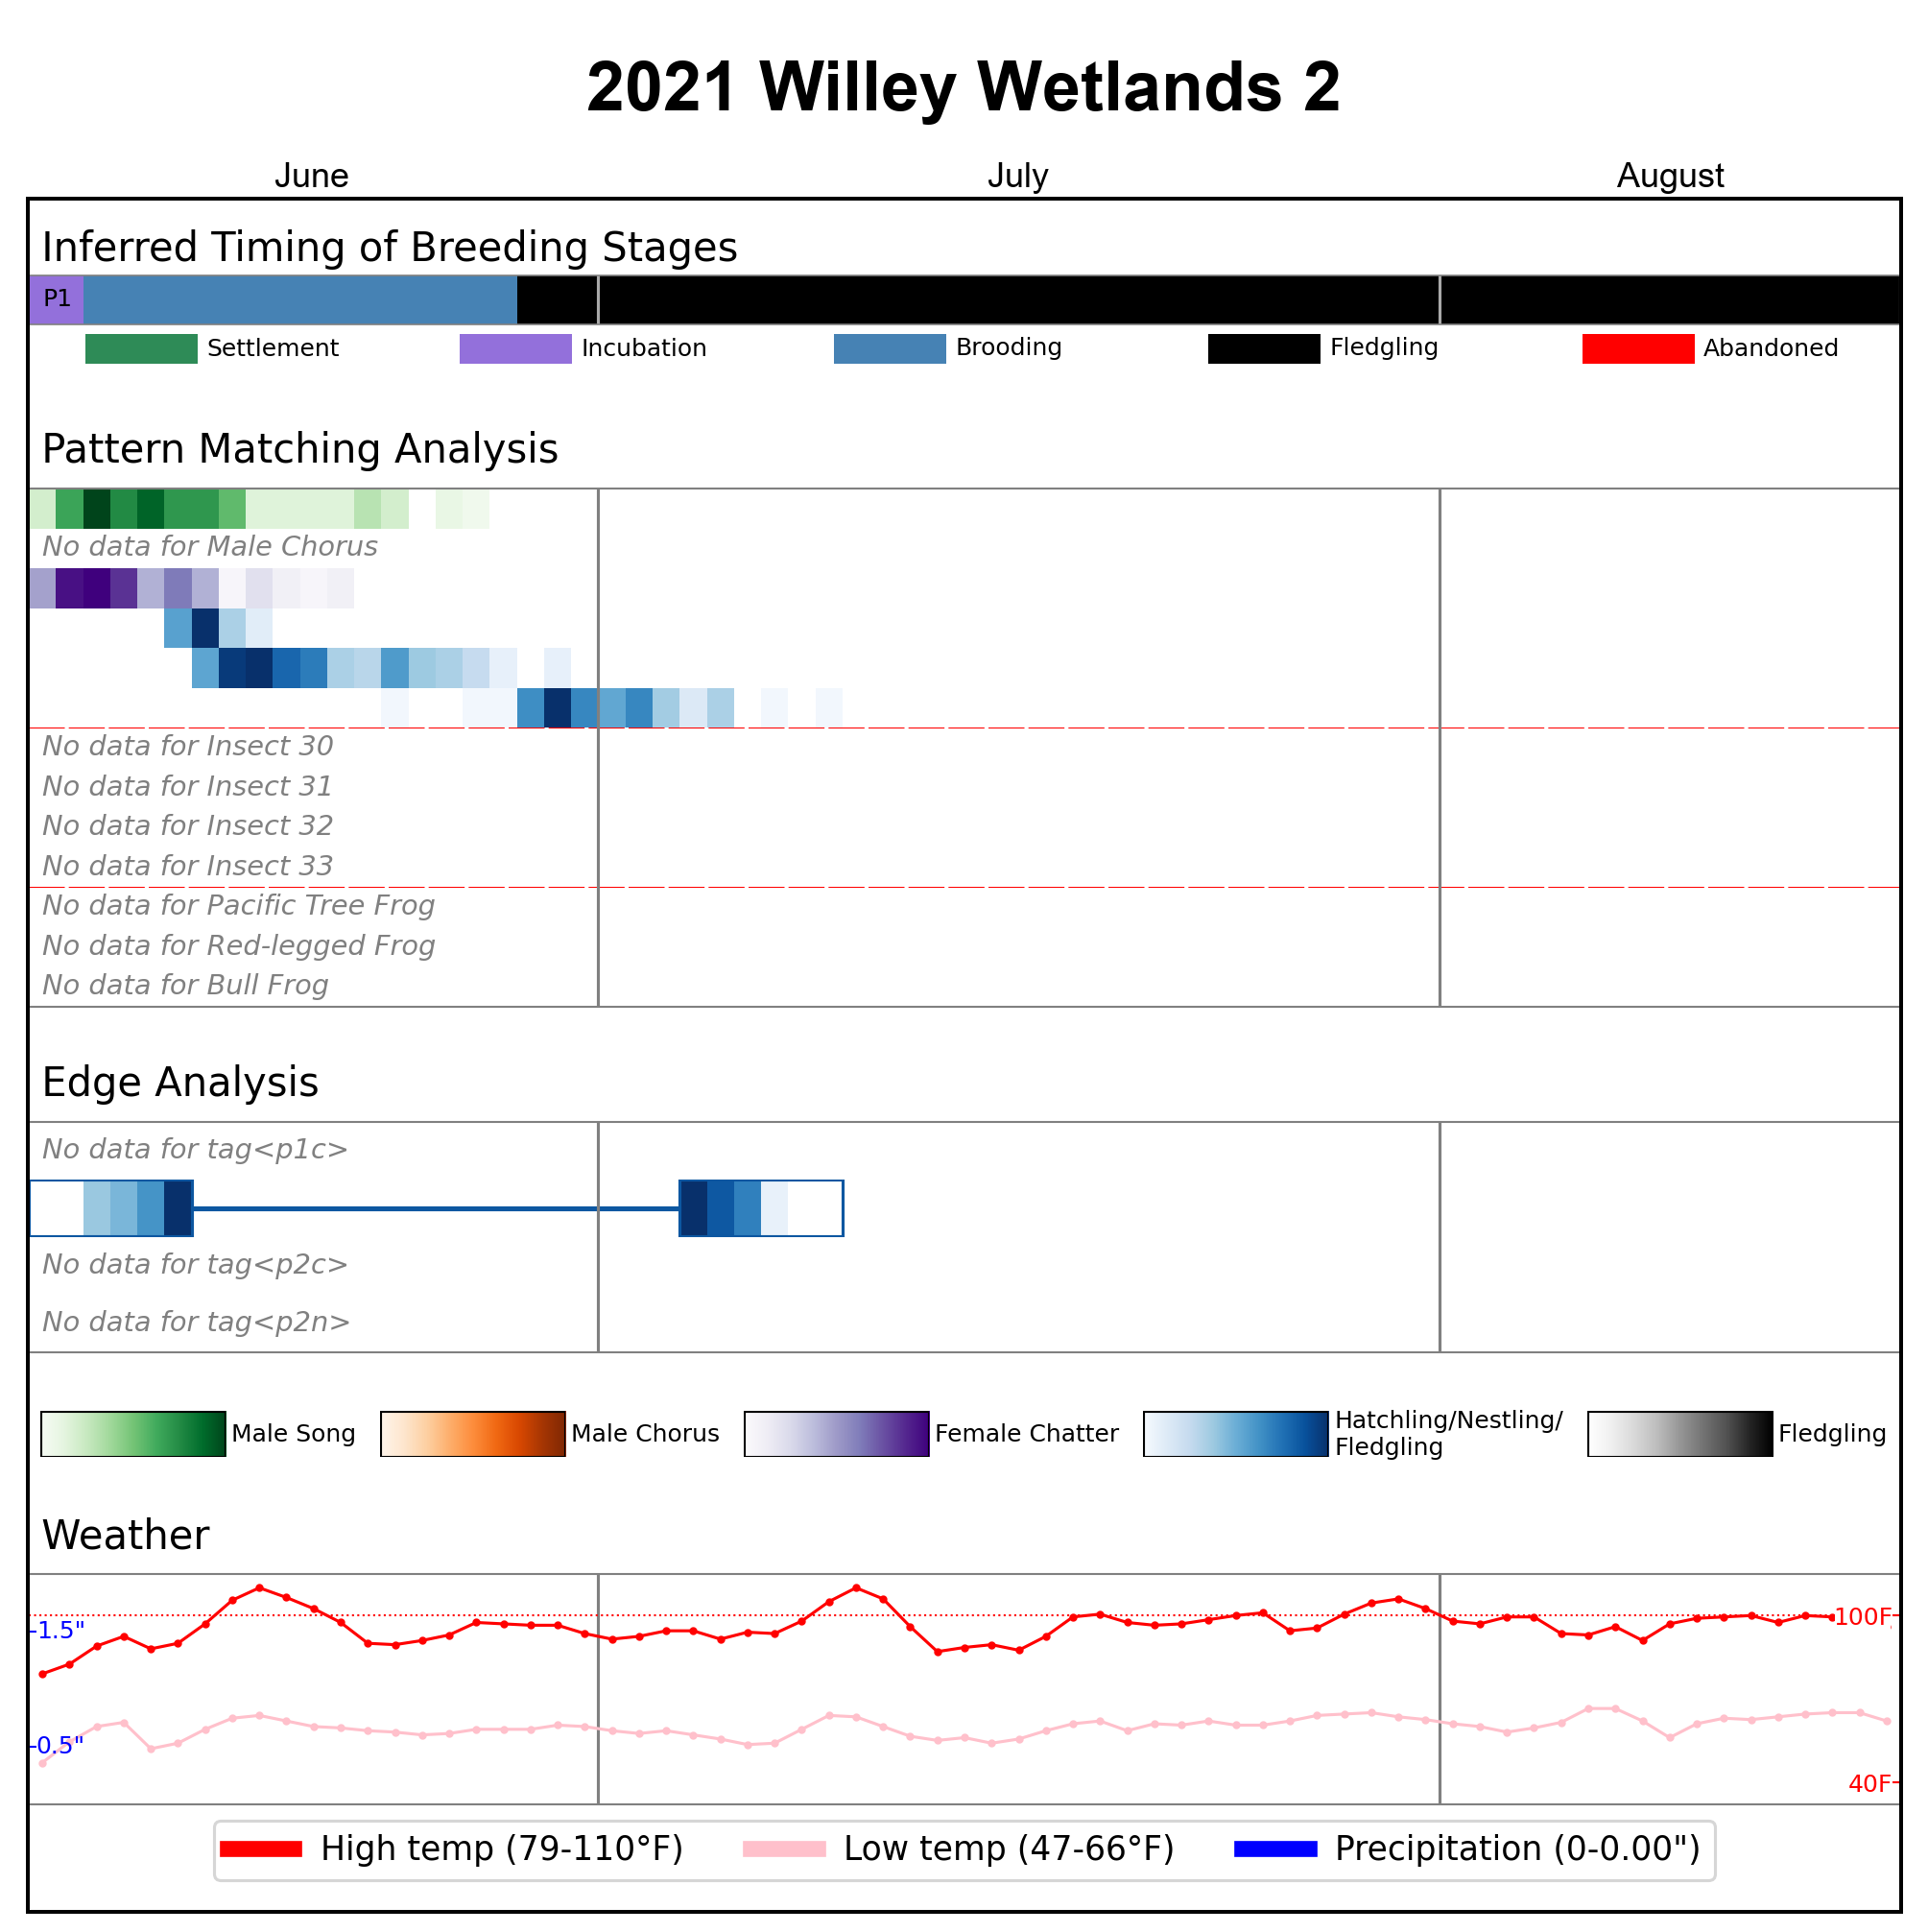 2021 Willey Wetlands 2
June July August
Inferred Timing of Breeding Stages
P1
Settlement Incubation Brooding Fledgling Abandoned
Pattern Matching Analysis
No data for Male Chorus
No data for Insect 30
No data for Insect 31
No data for Insect 32
No data for Insect 33
No data for Pacific Tree Frog
No data for Red-legged Frog
No data for Bull Frog
Edge Analysis
No data for tag<p1c>
No data for tag<p2c>
No data for tag<p2n>
Male Song Male Chorus Female Chatter Hatchling/Nestling/
Fledgling Fledgling
Weather
1.5" 100F
0.5"
40F
High temp (79-110°F) Low temp (47-66°F) Precipitation (0-0.00")